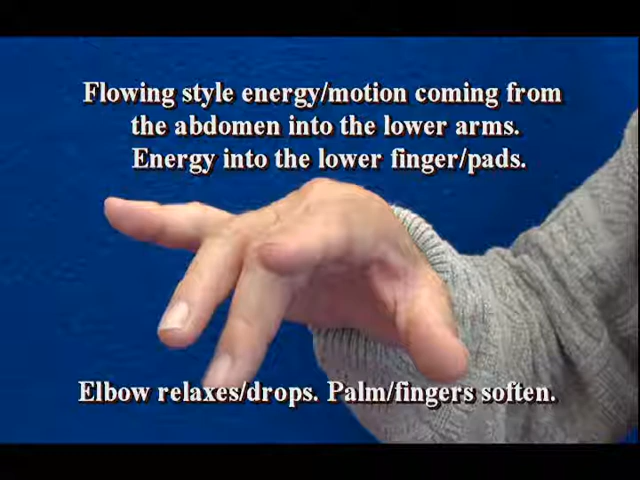 Flowing style energy/motion coming from
the abdomen into the lower arms.
Energy into the lower finger/pads.
Elbow relaxes/drops. Palm/fingers soften.